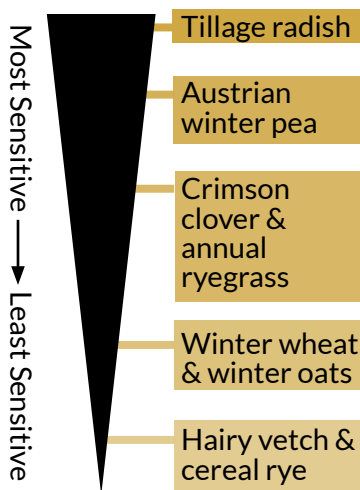 Most Sensitive
Least Sensitive
Tillage radish
Austrian
winter pea
Crimson
clover &
annual
ryegrass
Winter wheat
& winter oats
Hairy vetch &
cereal rye